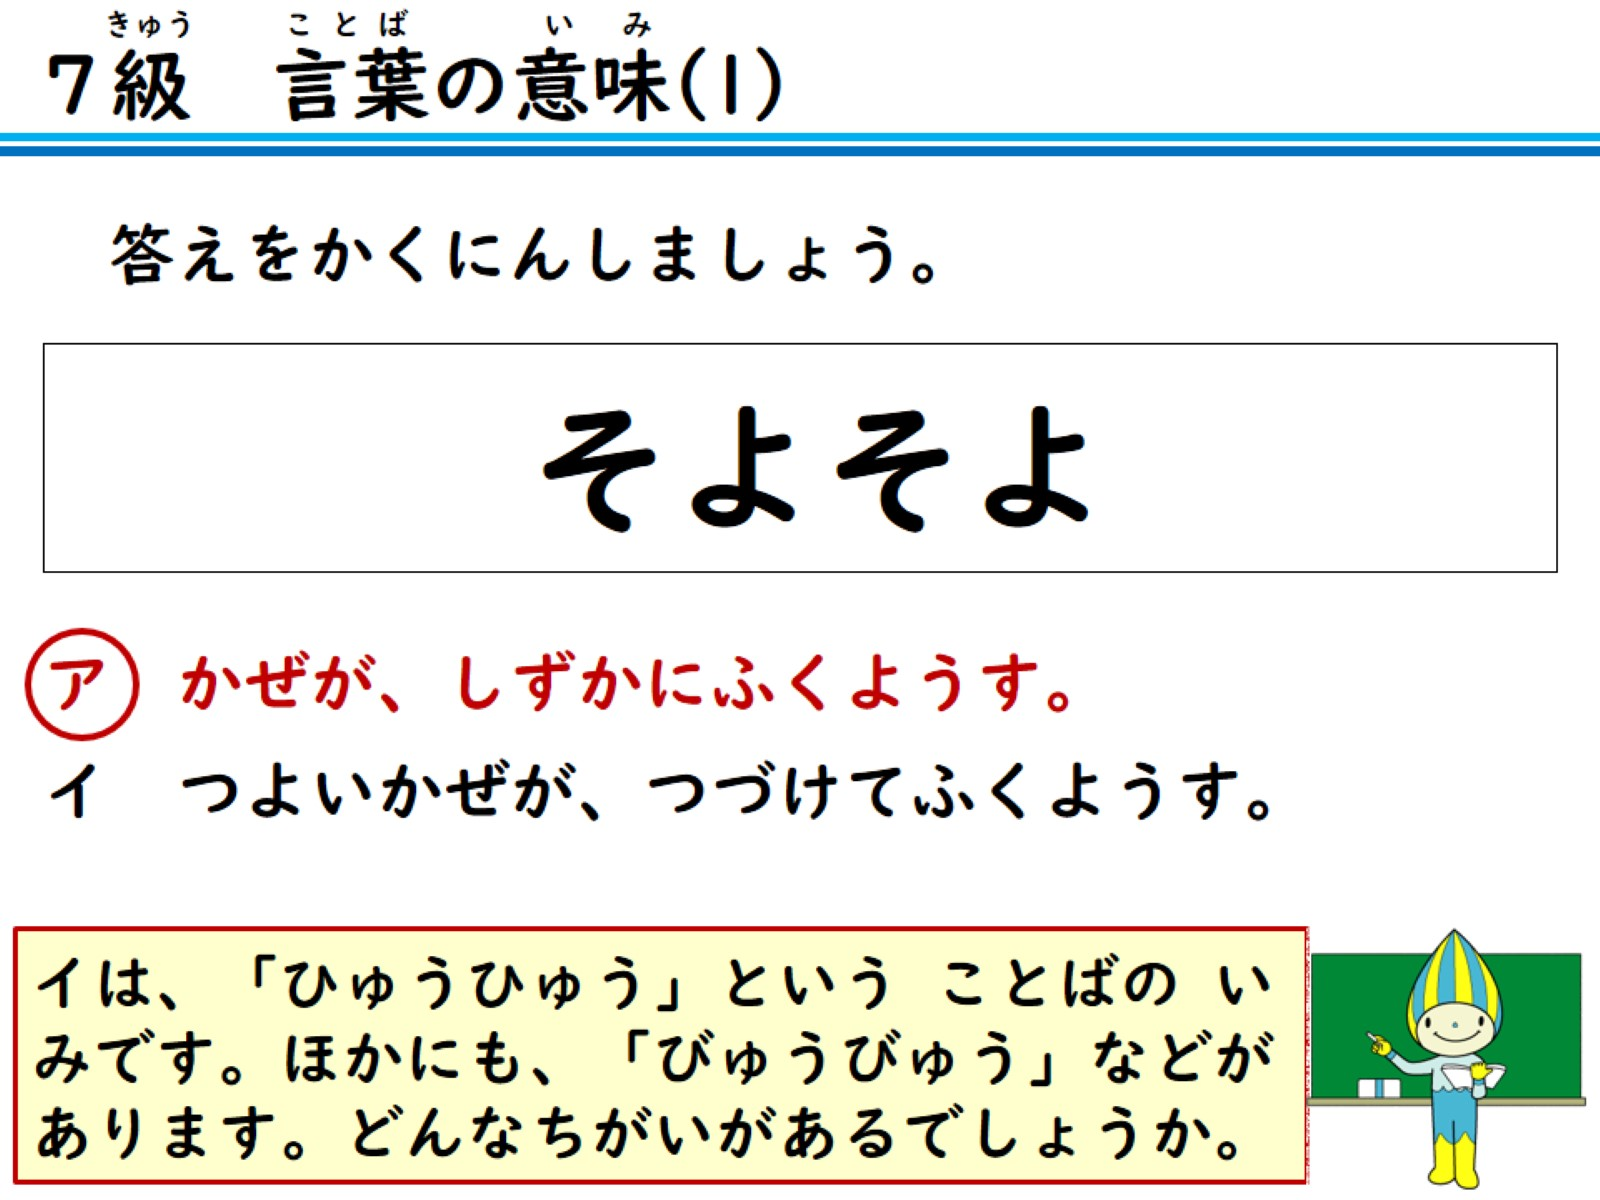 きゅう ことば いみ
7級 言葉の意味(1)
答えをかくにんしましょう。
そよそよ
ア かぜが、しずかにふくようす。
イ つよいかぜが、つづけてふくようす。
イは、「ひゅうひゅう」という ことばの い
みです。ほかにも、「びゅうびゅう」などが
あります。どんなちがいがあるでしょうか。